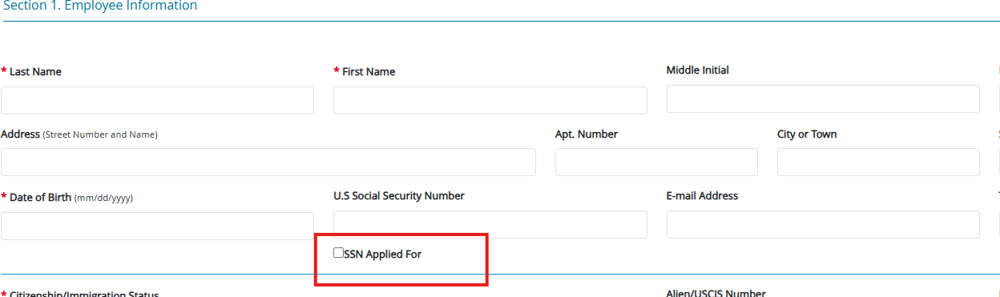 Section 1. Employee Information
* Last Name
* First Name
Middle Initial
Address (Street Number and Name)
Apt. Number
City or Town
* Date of Birth (mm/dd/yyyy)
U.S Social Security Number
E-mail Address
SSN Applied For
* Citizenship/Immigration Status
Alien/USCIS Number